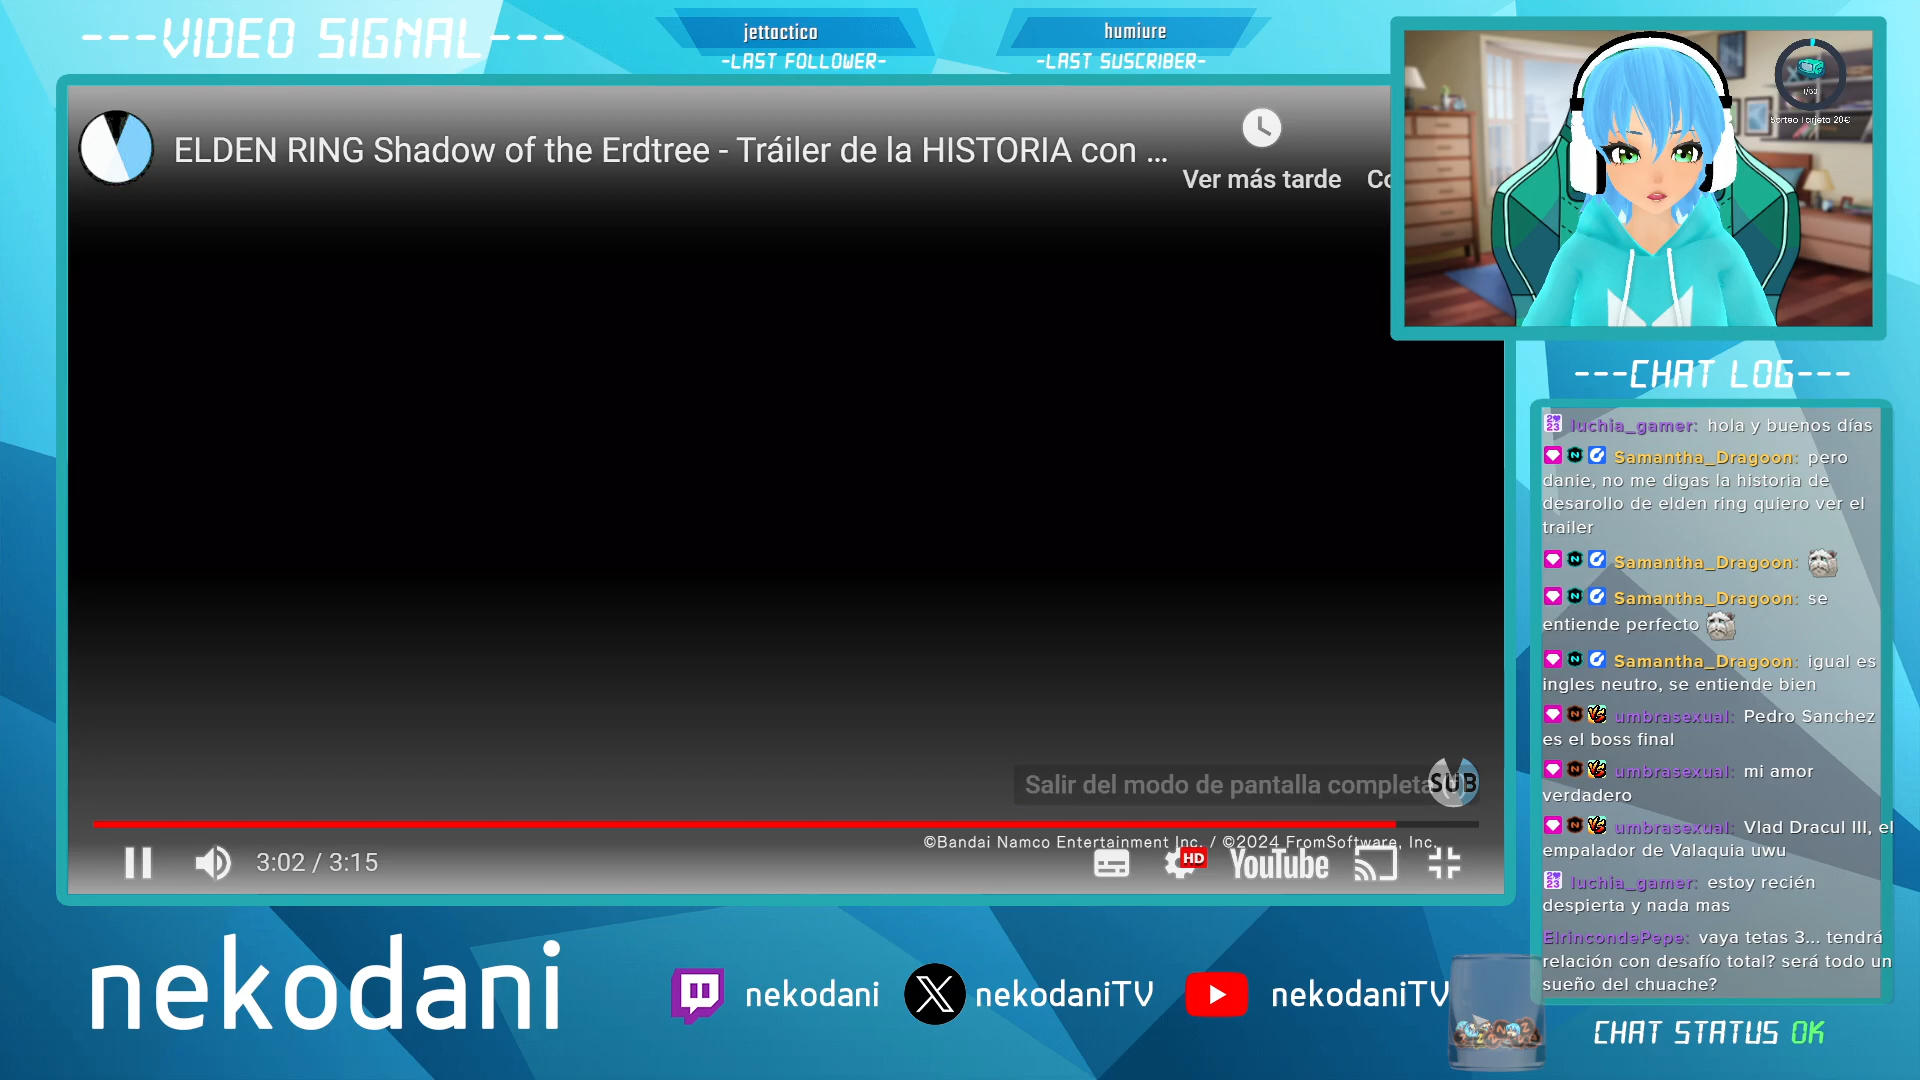 ---VIDEO SIGNAL---
jettactico
-LAST FOLLOWER-
humiure
-LAST SUSCRIBER-
ELDEN RING Shadow of the Erdtree - Tráiler de la HISTORIA con ...
Ver más tarde
Co
1/50
Sorteo Tarjeta 20€
---CHAT LOG---
luchia_gamer: hola y buenos días
Samantha_Dragoon: pero
danie, no me digas la historia de
desarollo de elden ring quiero ver el
trailer
Samantha_Dragoon:
Samantha_Dragoon: se
entiende perfecto
Samantha_Dragoon: igual es
ingles neutro, se entiende bien
umbrasexual: Pedro Sanchez
es el boss final
umbrasexual: mi amor
verdadero
umbrasexual: Vlad Dracul III, el
empalador de Valaquia uwu
luchia_gamer: estoy recién
despierta y nada mas
ElrincondePepe: vaya tetas 3... tendrá
relación con desafío total? será todo un
sueño del chuache?
CHAT STATUS OK
Salir del modo de pantalla completa
SUB
©Bandai Namco Entertainment Inc. / ©2024 FromSoftware, Inc.
3:02 / 3:15
HD
YouTube
nekodani
nekodani
nekodaniTV
nekodaniTV